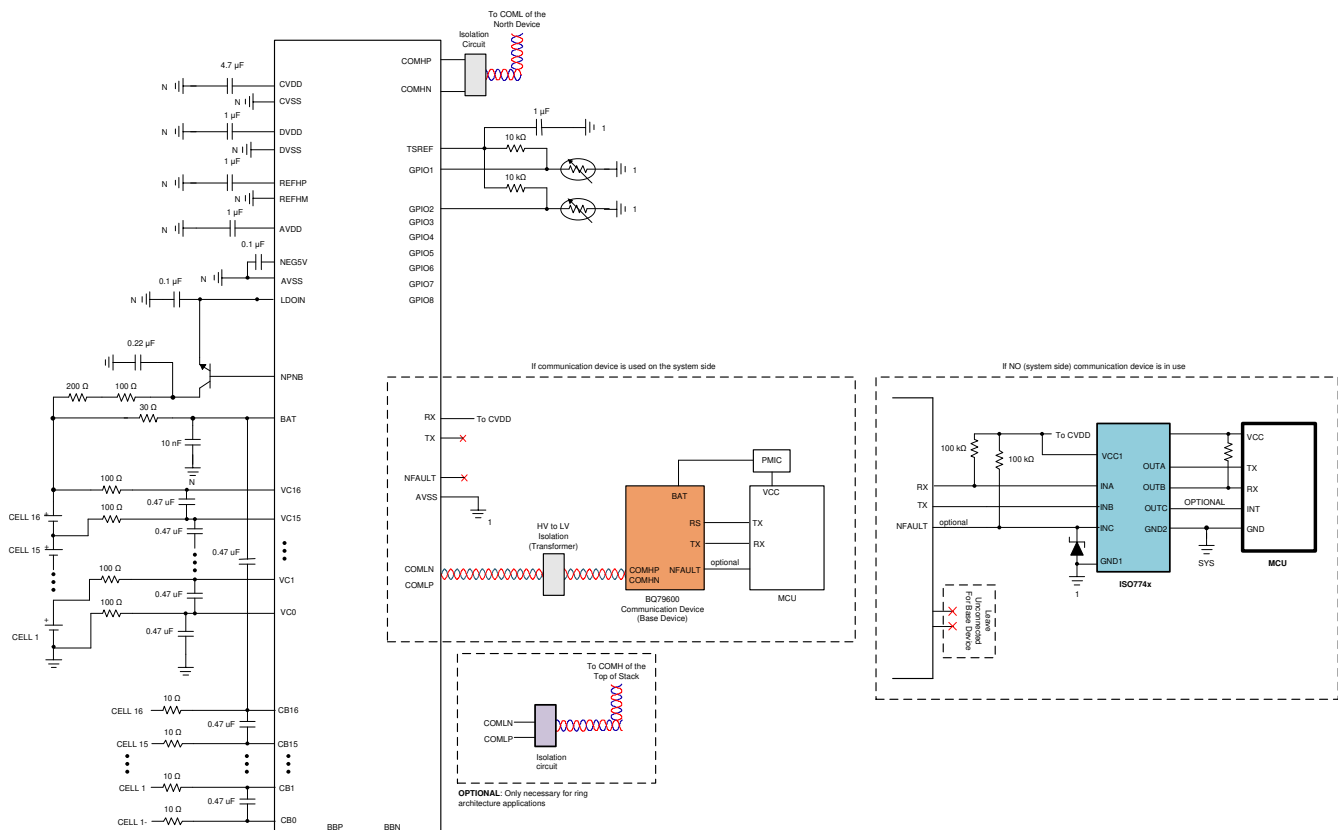 To COML of the
North Device
Isolation
Circuit
COMHP
COMHN
4.7 µF
N
CVDD
N
CVSS
1 µF
N
DVDD
N
DVSS
1 µF
N
REFHP
N
REFHM
1 µF
N
AVDD
0.1 µF
NEG5V
N
AVSS
0.1 µF
N
LDOIN
0.22 µF
NPNB
200 Ω
100 Ω
30 Ω
BAT
10 nF
N
100 Ω
VC16
0.47 uF
100 Ω
VC15
CELL 16
+
0.47 uF
CELL 15
+
0.47 uF
100 Ω
VC1
0.47 uF
100 Ω
VC0
+
0.47 uF
CELL 1
10 Ω
CELL 16
CB16
0.47 uF
10 Ω
CELL 15
CB15
10 Ω
CELL 1
CB1
0.47 uF
10 Ω
CELL 1-
CB0
BBP
BBN
1 µF
1
10 kΩ
TSREF
GPIO1
1
10 kΩ
GPIO2
1
GPIO3
GPIO4
GPIO5
GPIO6
GPIO7
GPIO8
If communication device is used on the system side
RX
To CVDD
TX
NFAULT
AVSS
1
HV to LV
Isolation
(Transformer)
COMLN
COMLP
PMIC
BAT
VCC
RS
TX
TX
RX
NFAULT
optional
COMHP
COMHN
BQ79600
Communication Device
(Base Device)
MCU
To COMH of the
Top of Stack
COMLN
COMLP
Isolation
circuit
OPTIONAL: Only necessary for ring
architecture applications
If NO (system side) communication device is in use
To CVDD
100 kΩ
100 kΩ
RX
TX
NFAULT
optional
1
VCC1
INA
INB
INC
GND1
OUTA
OUTB
OUTC
GND2
ISO774x
OPTIONAL
SYS
VCC
TX
RX
INT
GND
MCU
Leave
Unconnected
For Base Device